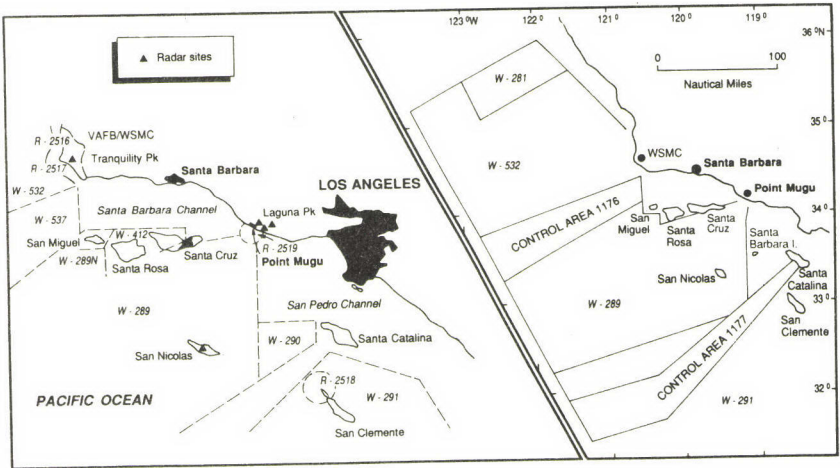 ▲ Radar sites
VAFB/WSMC
R - 2516
Tranquility Pk
R - 2517
Santa Barbara
W - 532
LOS ANGELES
Santa Barbara Channel
Laguna Pk
W - 537
W - 412
San Miguel
Santa Cruz
R - 2519
Point Mugu
W - 289N
Santa Rosa
San Pedro Channel
W - 289
W - 290
Santa Catalina
San Nicolas
R - 2518
PACIFIC OCEAN
W - 291
San Clemente
123°W
122°
121°
120°
119°
36°N
W - 281
0
100
Nautical Miles
35°
WSMC
Santa Barbara
W - 532
Point Mugu
34°
CONTROL AREA 1176
San
Miguel
Santa
Rosa
Santa
Cruz
Santa
Barbara I.
San Nicolas
Santa
Catalina
33°
W - 289
San
Clemente
CONTROL AREA 1177
32°
W - 291